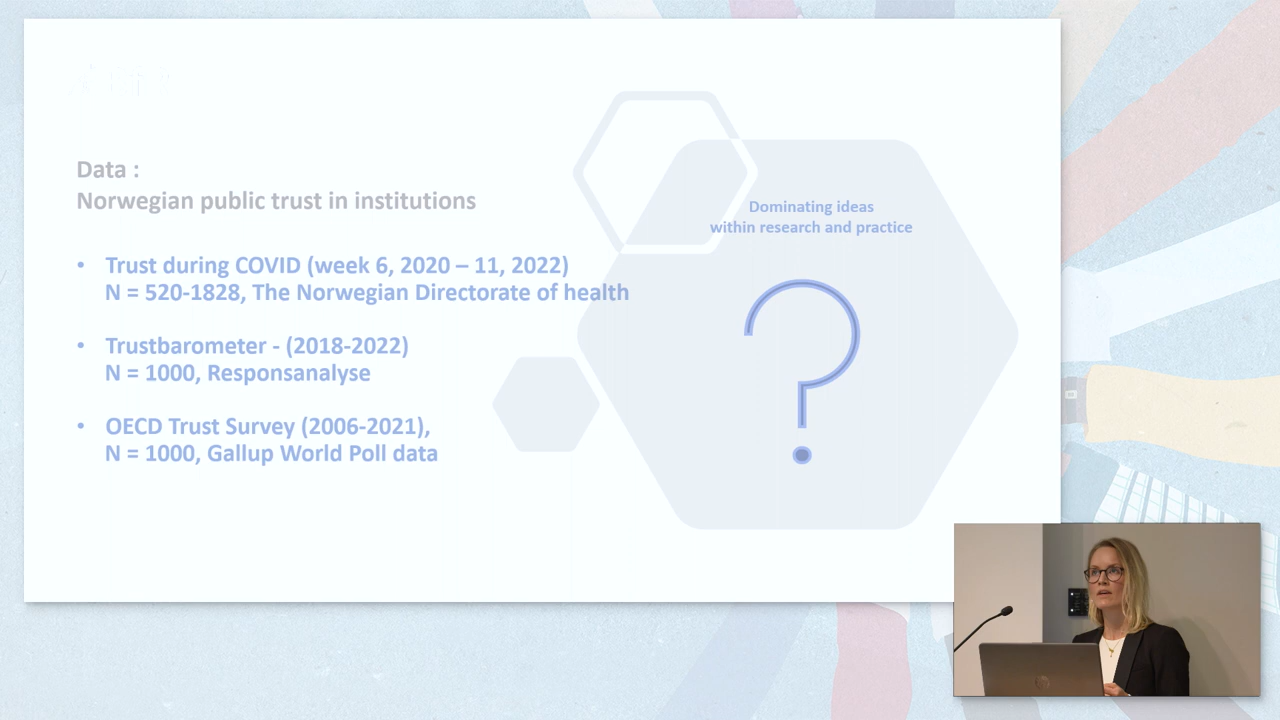 Data :
Norwegian public trust in institutions
• Trust during COVID (week 6, 2020 – 11, 2022)
N = 520-1828, The Norwegian Directorate of health
• Trustbarometer - (2018-2022)
N = 1000, Responsanalyse
• OECD Trust Survey (2006-2021),
N = 1000, Gallup World Poll data
Dominating ideas
within research and practice
?